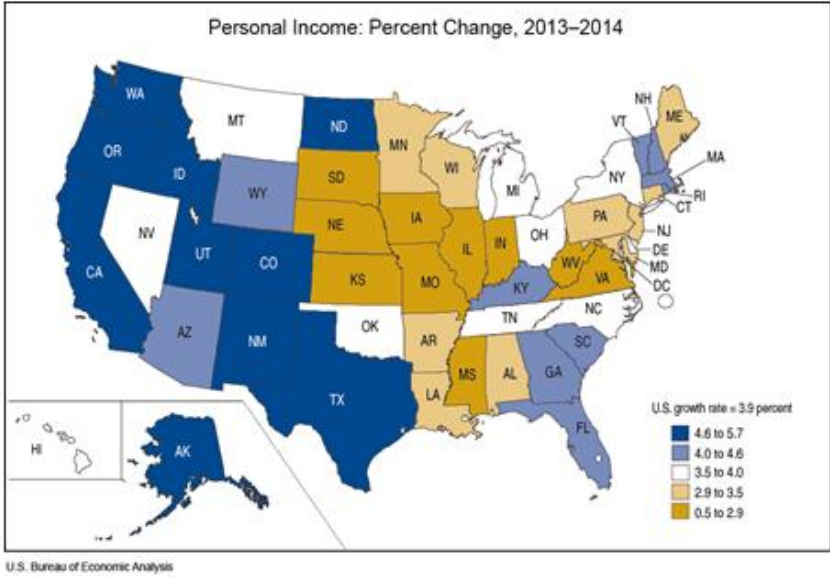 Personal Income: Percent Change, 2013–2014
WA
MT
ND
OR
ID
WY
SD
MN
WI
MI
NY
VT
NH
ME
MA
RI
CT
NJ
DE
MD
DC
PA
OH
IN
IL
IA
NE
NV
UT
CO
CA
KS
MO
KY
WV
VA
NC
TN
AZ
NM
OK
AR
SC
GA
AL
MS
LA
TX
FL
HI
AK
U.S. growth rate = 3.9 percent
4.6 to 5.7
4.0 to 4.6
3.5 to 4.0
2.9 to 3.5
0.5 to 2.9
U.S. Bureau of Economic Analysis